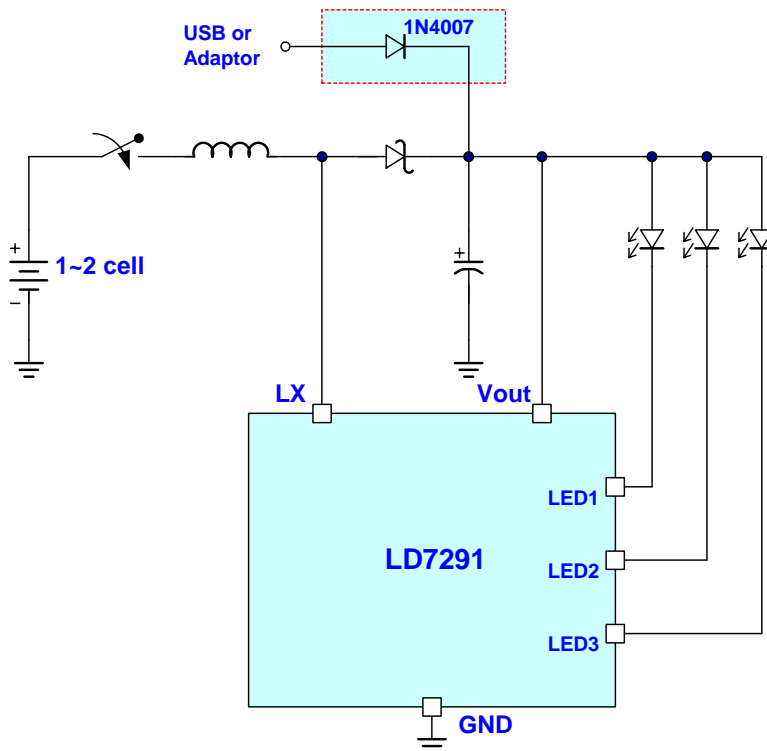 1N4007
USB or
Adaptor
+
1~2 cell
−
+
LX
Vout
LED1
LD7291
LED2
LED3
GND